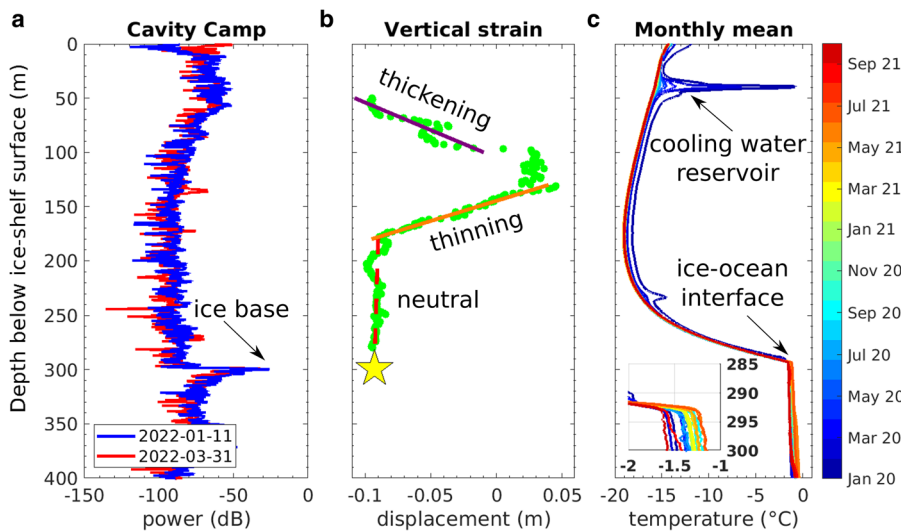 a Cavity Camp
b Vertical strain
c Monthly mean
Depth below ice-shelf surface (m)
0
50
100
150
200
250
300
350
400
ice base
2022-01-11
2022-03-31
-150
-100
-50
0
power (dB)
thickening
thinning
neutral
-0.1
-0.05
0
0.05
displacement (m)
cooling water
reservoir
ice-ocean
interface
285
290
295
300
-2
-1.5
-1
-20
-15
-10
-5
0
temperature (°C)
Sep 21
Jul 21
May 21
Mar 21
Jan 21
Nov 20
Sep 20
Jul 20
May 20
Mar 20
Jan 20